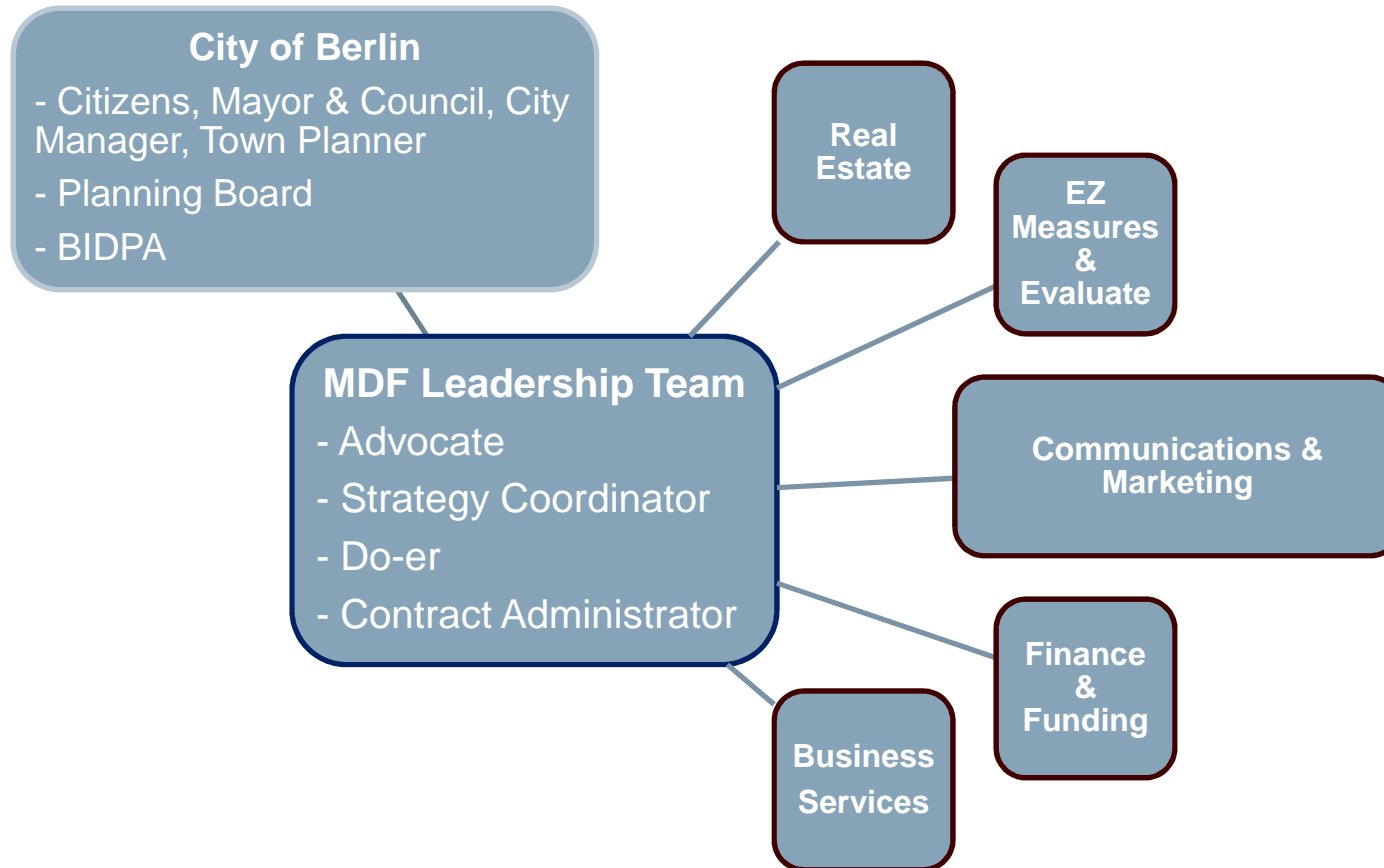 City of Berlin
- Citizens, Mayor & Council, City
Manager, Town Planner
- Planning Board
- BIDPA
Real
Estate
EZ
Measures
&
Evaluate
MDF Leadership Team
- Advocate
- Strategy Coordinator
- Do-er
- Contract Administrator
Communications &
Marketing
Finance
&
Funding
Business
Services